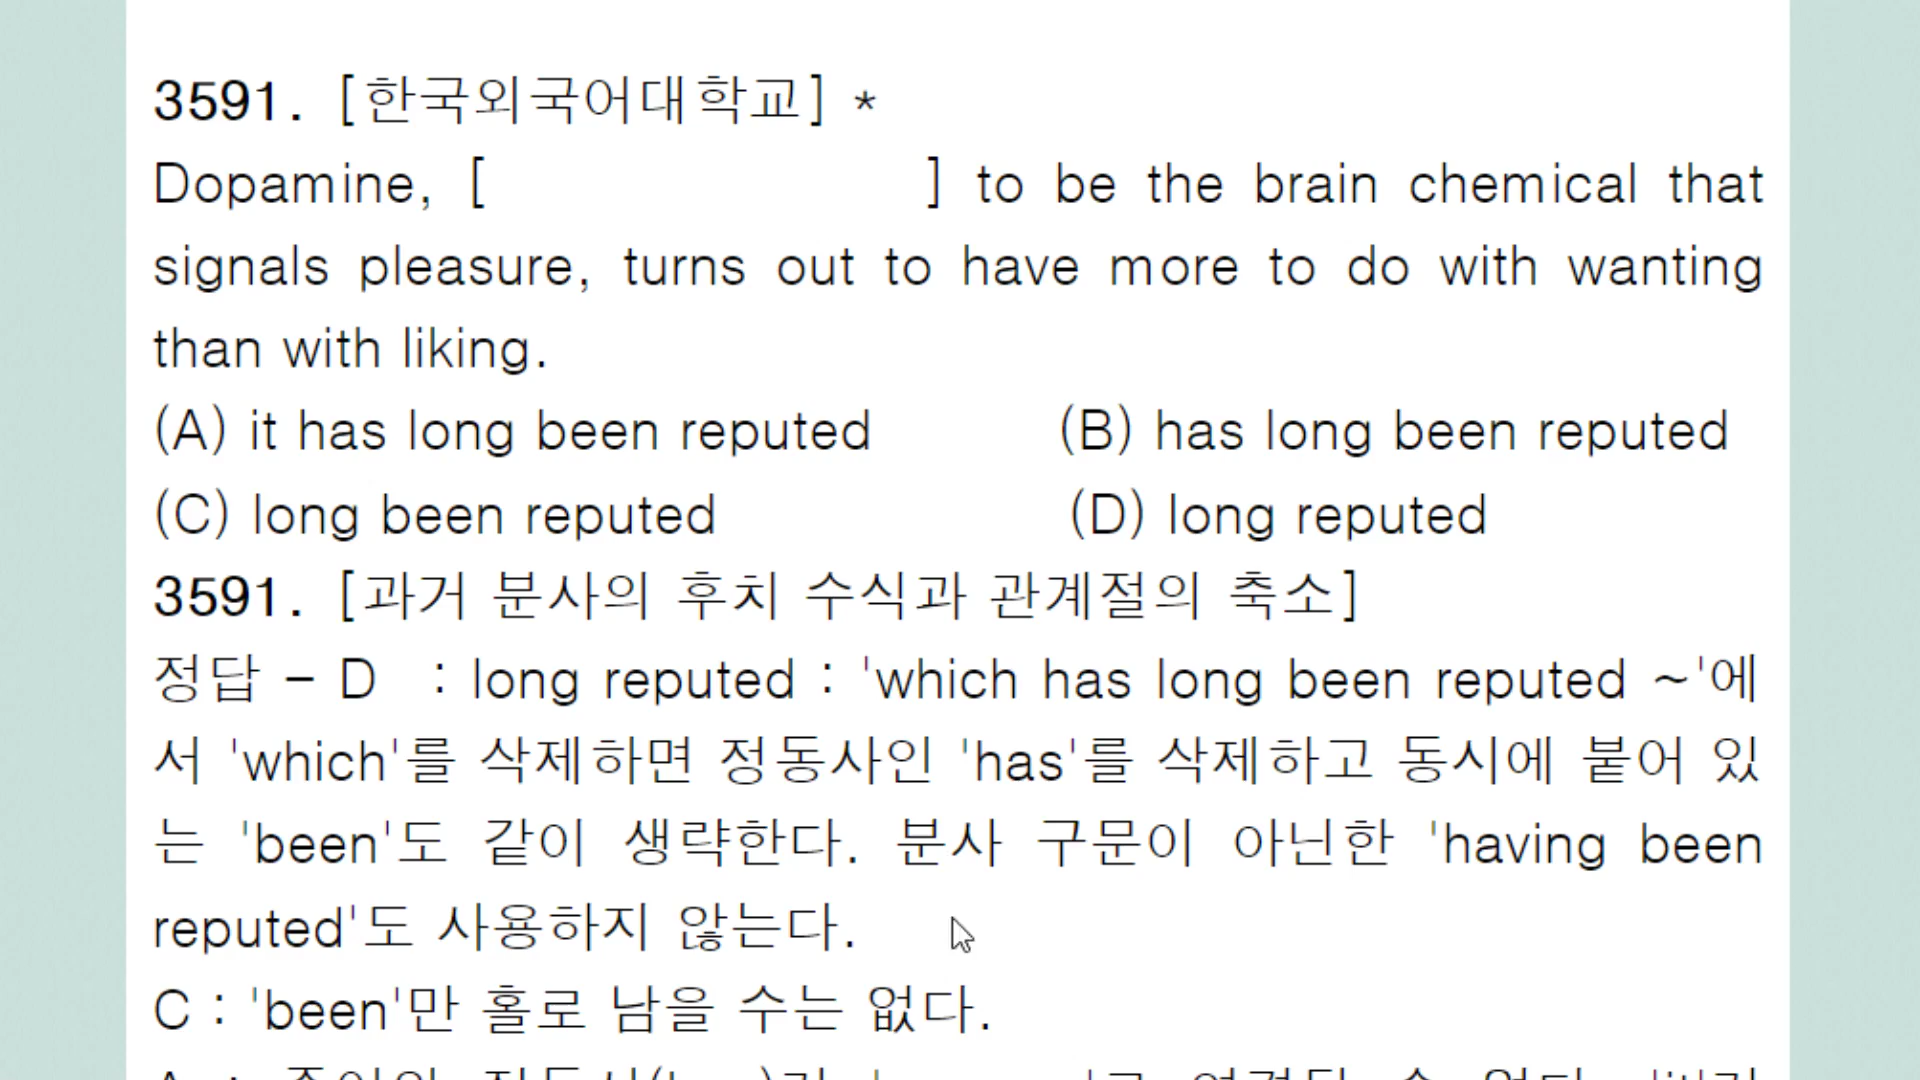 3591. [한국외국어대학교] *
Dopamine, [ ] to be the brain chemical that
signals pleasure, turns out to have more to do with wanting
than with liking.
(A) it has long been reputed (B) has long been reputed
(C) long been reputed (D) long reputed
3591. [과거 분사의 후치 수식과 관계절의 축소]
정답 - D : long reputed : 'which has long been reputed ~'에
서 'which'를 삭제하면 정동사인 'has'를 삭제하고 동시에 붙어 있
는 'been'도 같이 생략한다. 분사 구문이 아닌한 'having been
reputed'도 사용하지 않는다.
C : 'been'만 홀로 남을 수는 없다.